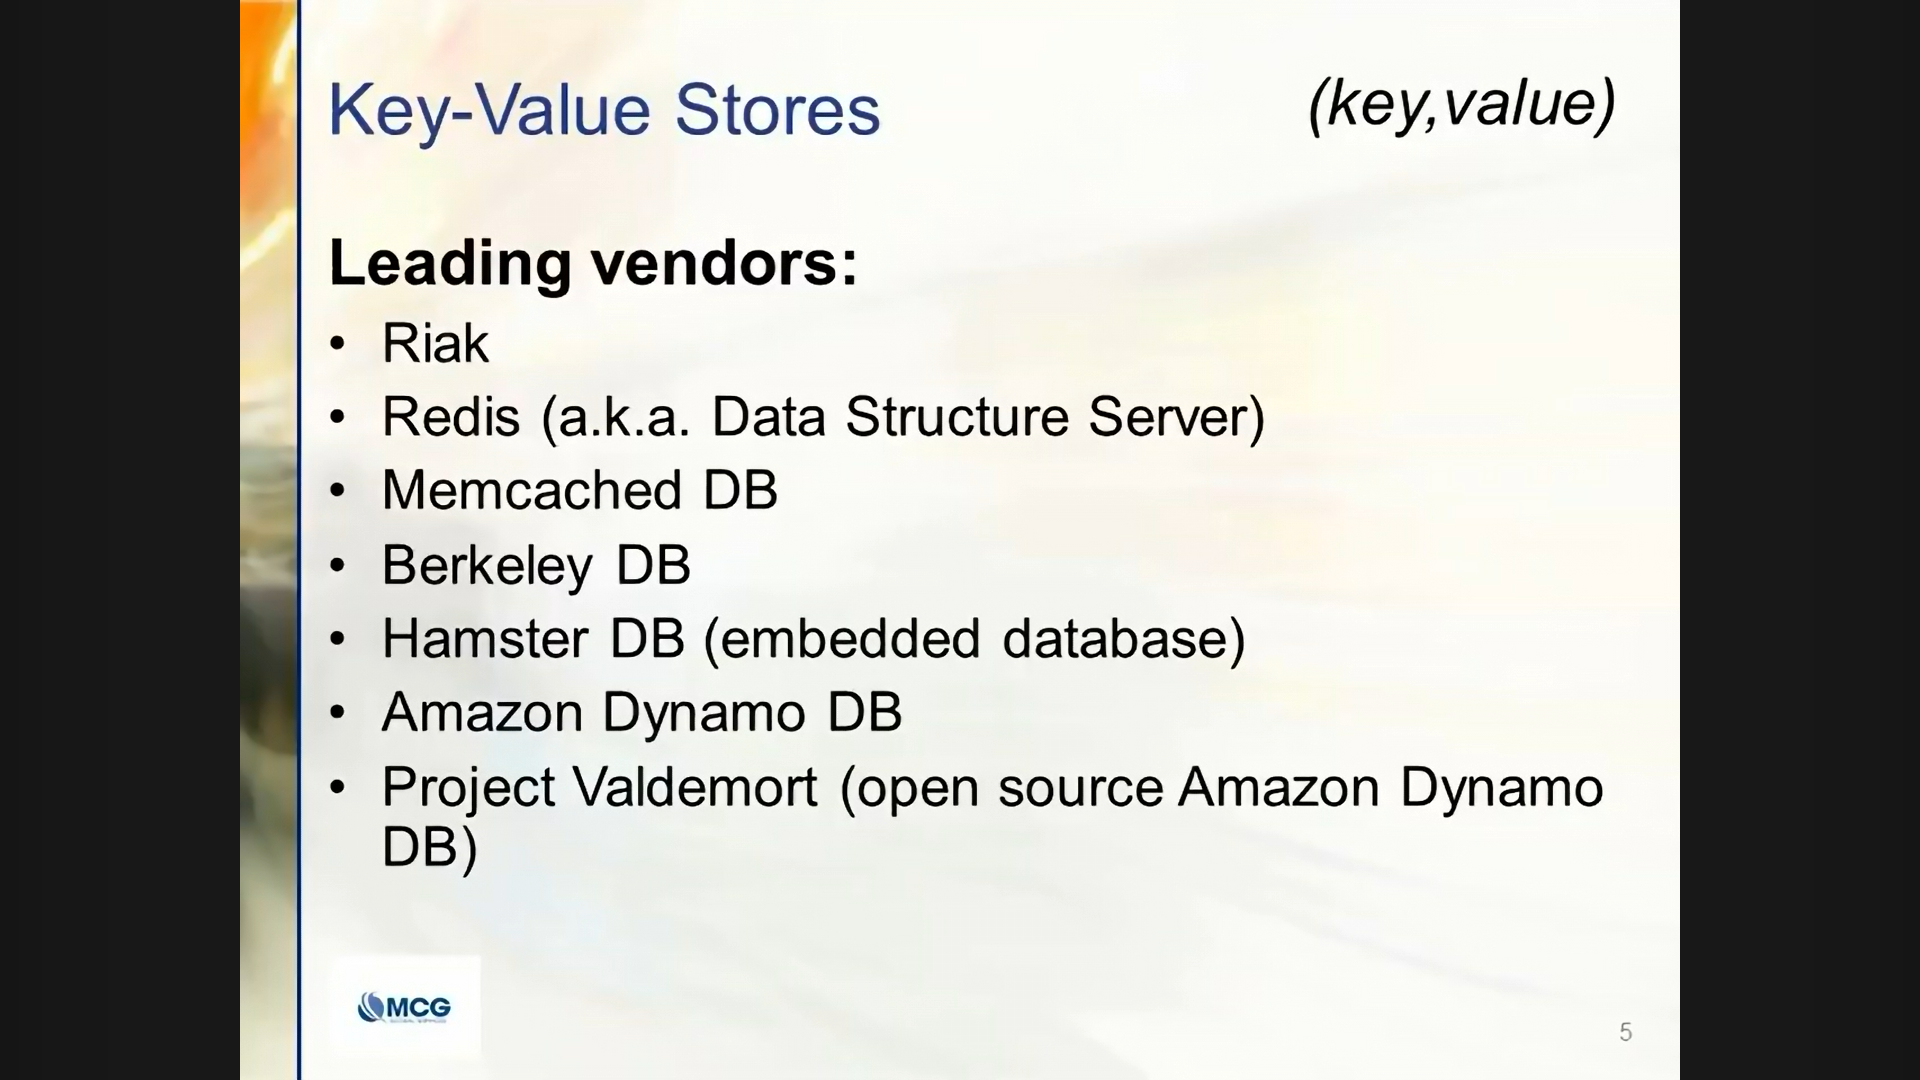 Key-Value Stores
(key,value)
Leading vendors:
• Riak
• Redis (a.k.a. Data Structure Server)
• Memcached DB
• Berkeley DB
• Hamster DB (embedded database)
• Amazon Dynamo DB
• Project Valdemort (open source Amazon Dynamo
DB)
MCG
5